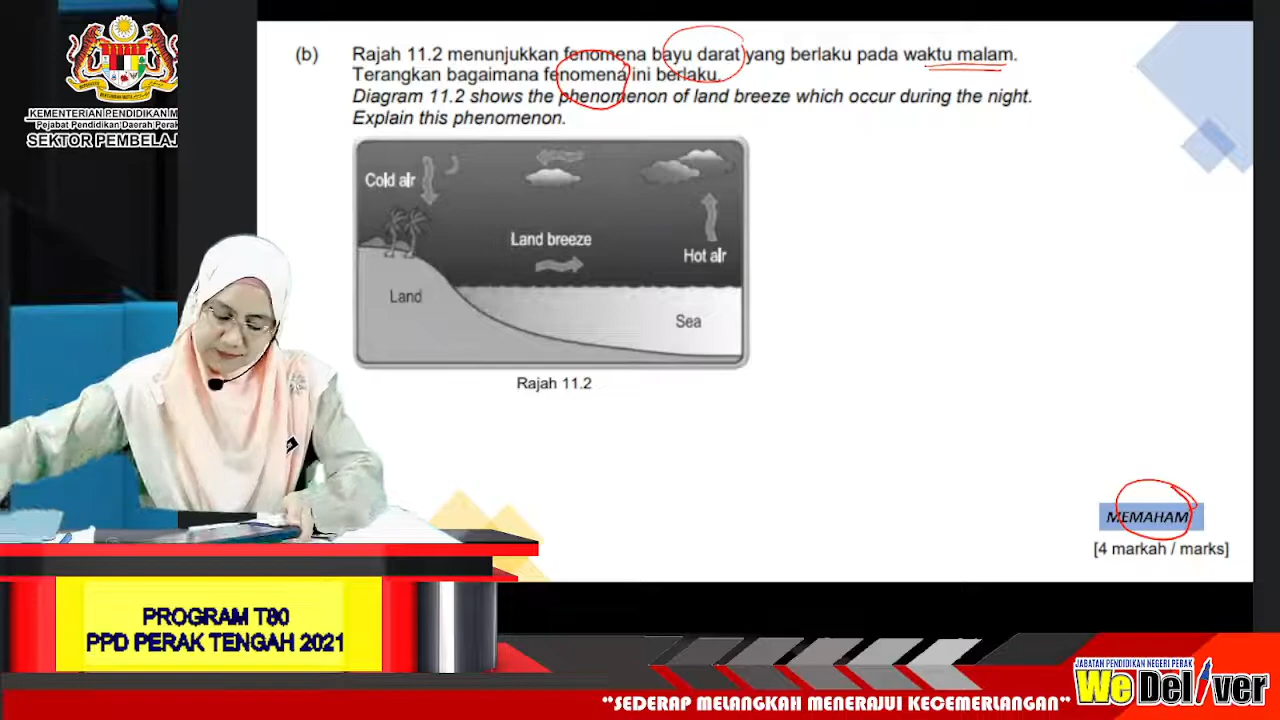 KEMENTERIAN PENDIDIKAN M
Pejabat Pendidikan Daerah Perak
SEKTOR PEMBELAJ
(b) Rajah 11.2 menunjukkan fenomena bayu darat yang berlaku pada waktu malam.
Terangkan bagaimana fenomena ini berlaku.
Diagram 11.2 shows the phenomenon of land breeze which occur during the night.
Explain this phenomenon.
Cold air
Land breeze
Hot air
Land
Sea
Rajah 11.2
MEMAHAM
[4 markah / marks]
PROGRAM T80
PPD PERAK TENGAH 2021
JABATAN PENDIDIKAN NEGERI PERAK
We Deliver
"SEDERAP MELANGKAH MENERAJUI KECEMERLANGAN"